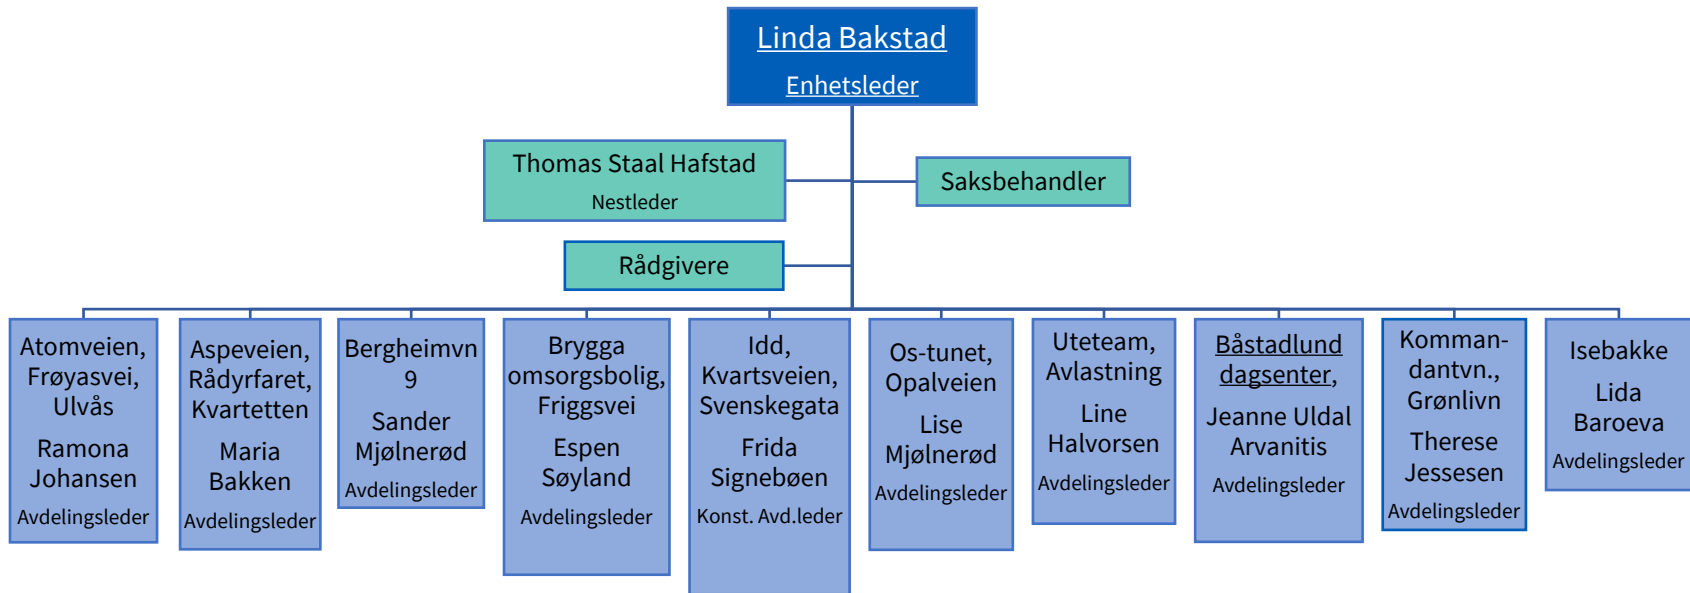 Linda Bakstad
Enhetsleder
Thomas Staal Hafstad
Nestleder
Saksbehandler
Rådgivere
Atomveien,
Frøyasvei,
Ulvås
Ramona
Johansen
Avdelingsleder
Aspeveien,
Rådyrfaret,
Kvartetten
Maria
Bakken
Avdelingsleder
Bergheimvn
9
Sander
Mjølnerød
Avdelingsleder
Brygga
omsorgsbolig,
Friggsvei
Espen
Søyland
Avdelingsleder
Idd,
Kvartsveien,
Svenskegata
Frida
Signebøen
Konst. Avd.leder
Os-tunet,
Opalveien
Lise
Mjølnerød
Avdelingsleder
Uteteam,
Avlastning
Line
Halvorsen
Avdelingsleder
Båstadlund
dagsenter,
Jeanne Uldal
Arvanitis
Avdelingsleder
Komman-
dantvn.,
Grønlivn
Therese
Jessesen
Avdelingsleder
Isebakke
Lida
Baroeva
Avdelingsleder